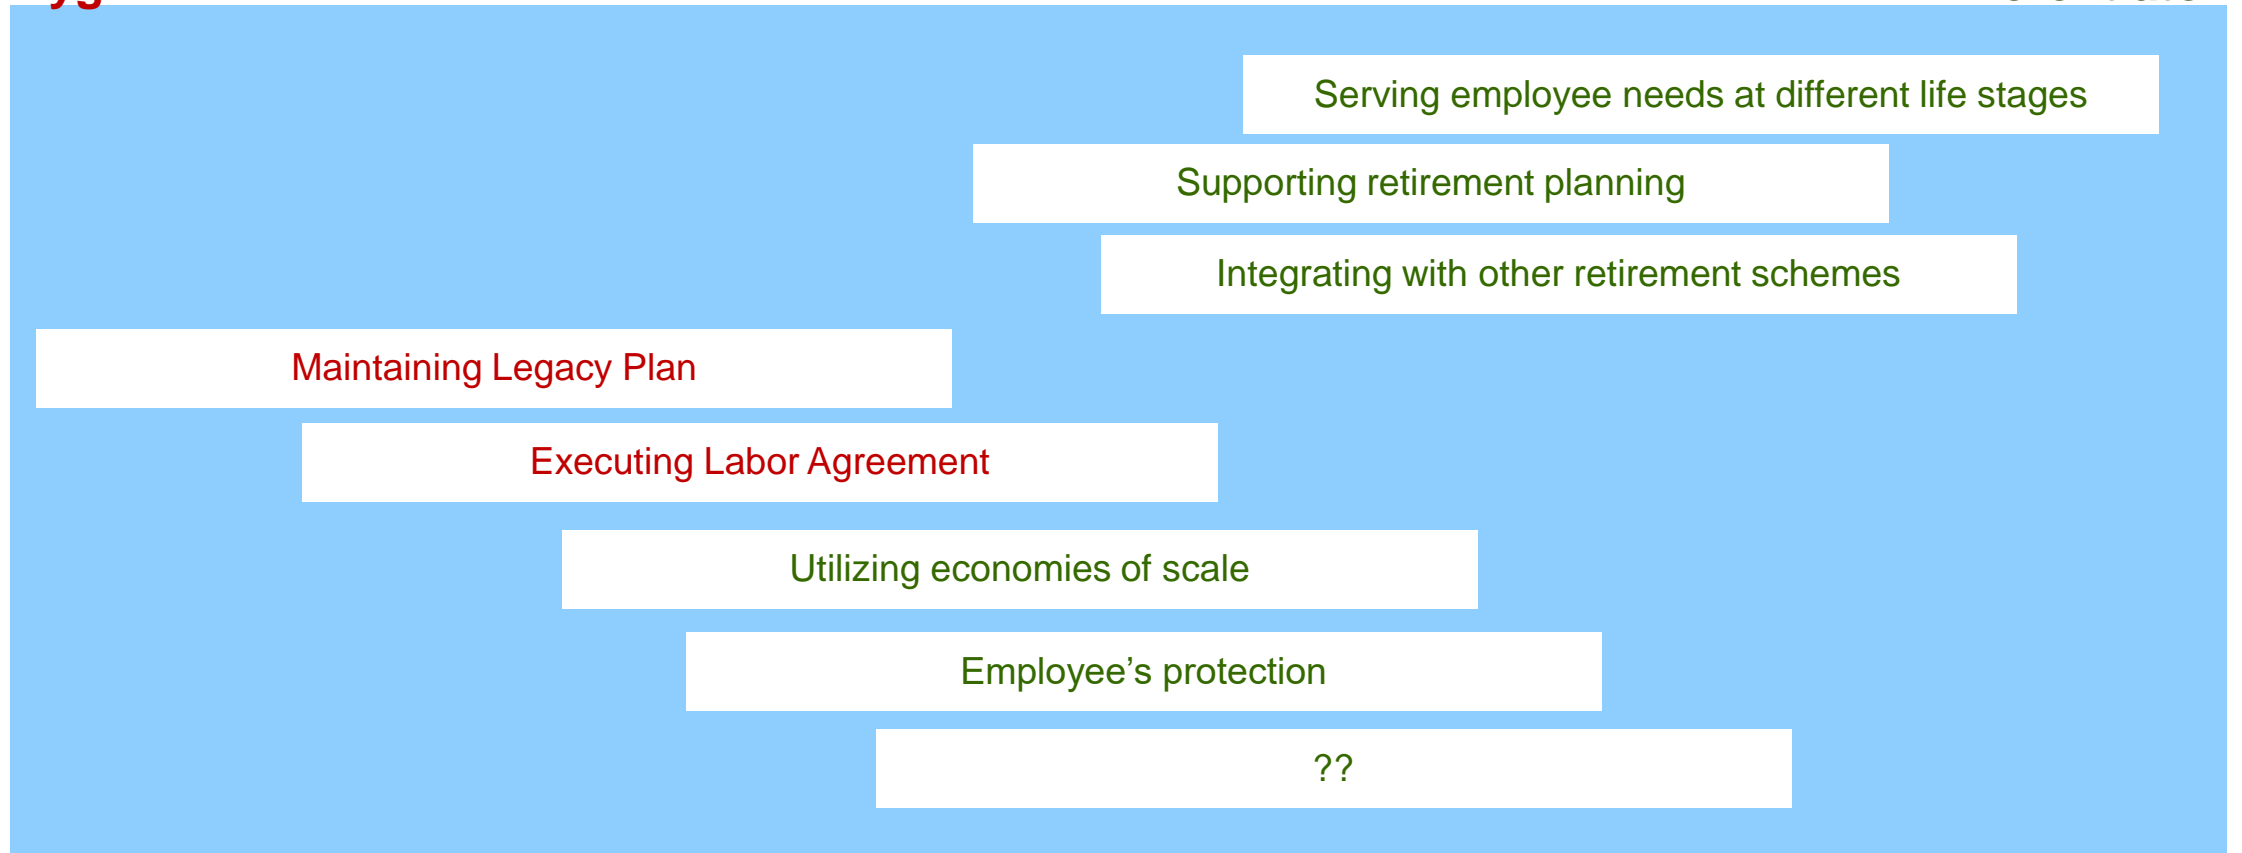 Serving employee needs at different life stages
Supporting retirement planning
Integrating with other retirement schemes
Maintaining Legacy Plan
Executing Labor Agreement
Utilizing economies of scale
Employee’s protection
??